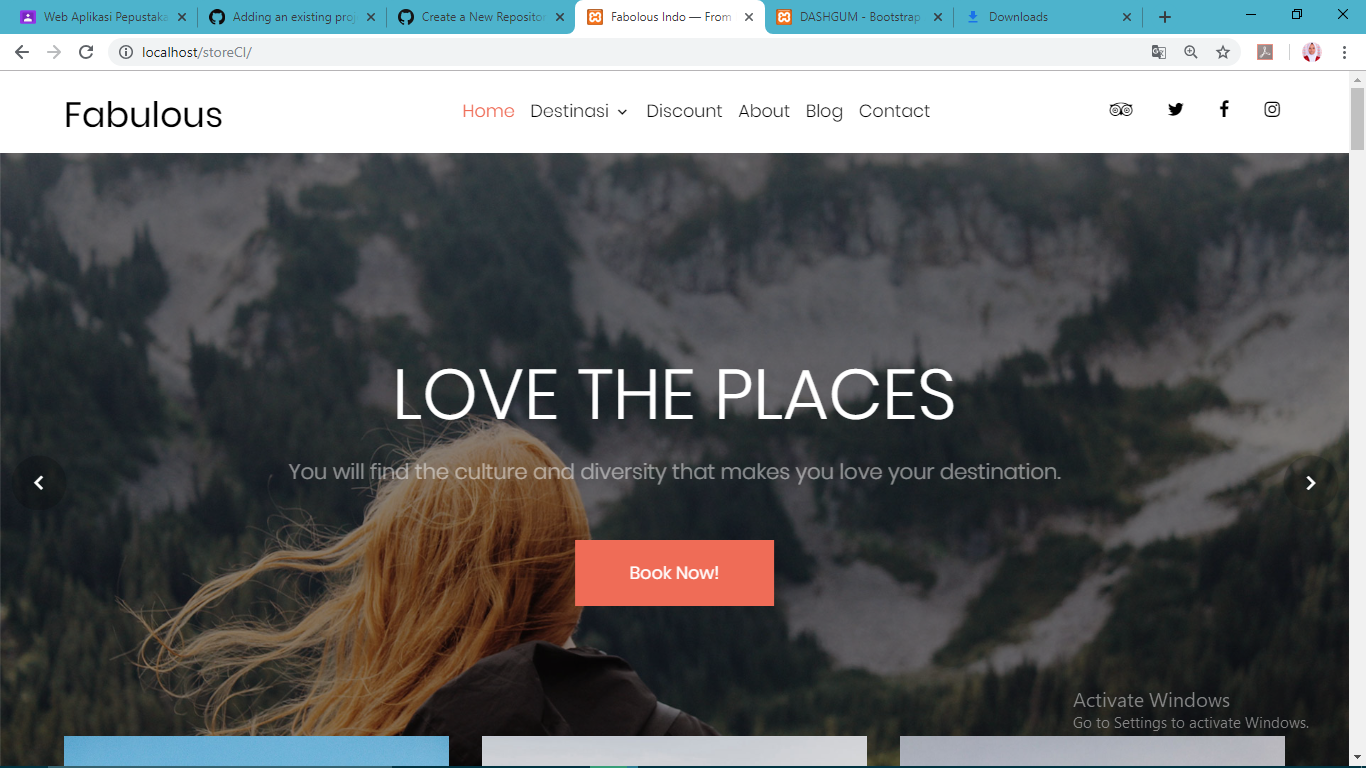 Web Aplikasi Pepustaka
Adding an existing proj
Create a New Repositor
Fabolous Indo — From
DASHGUM - Bootstrap
Downloads
localhost/storeCI/
Fabulous
Home Destinasi Discount About Blog Contact
LOVE THE PLACES
You will find the culture and diversity that makes you love your destination.
Book Now!
Activate Windows
Go to Settings to activate Windows.